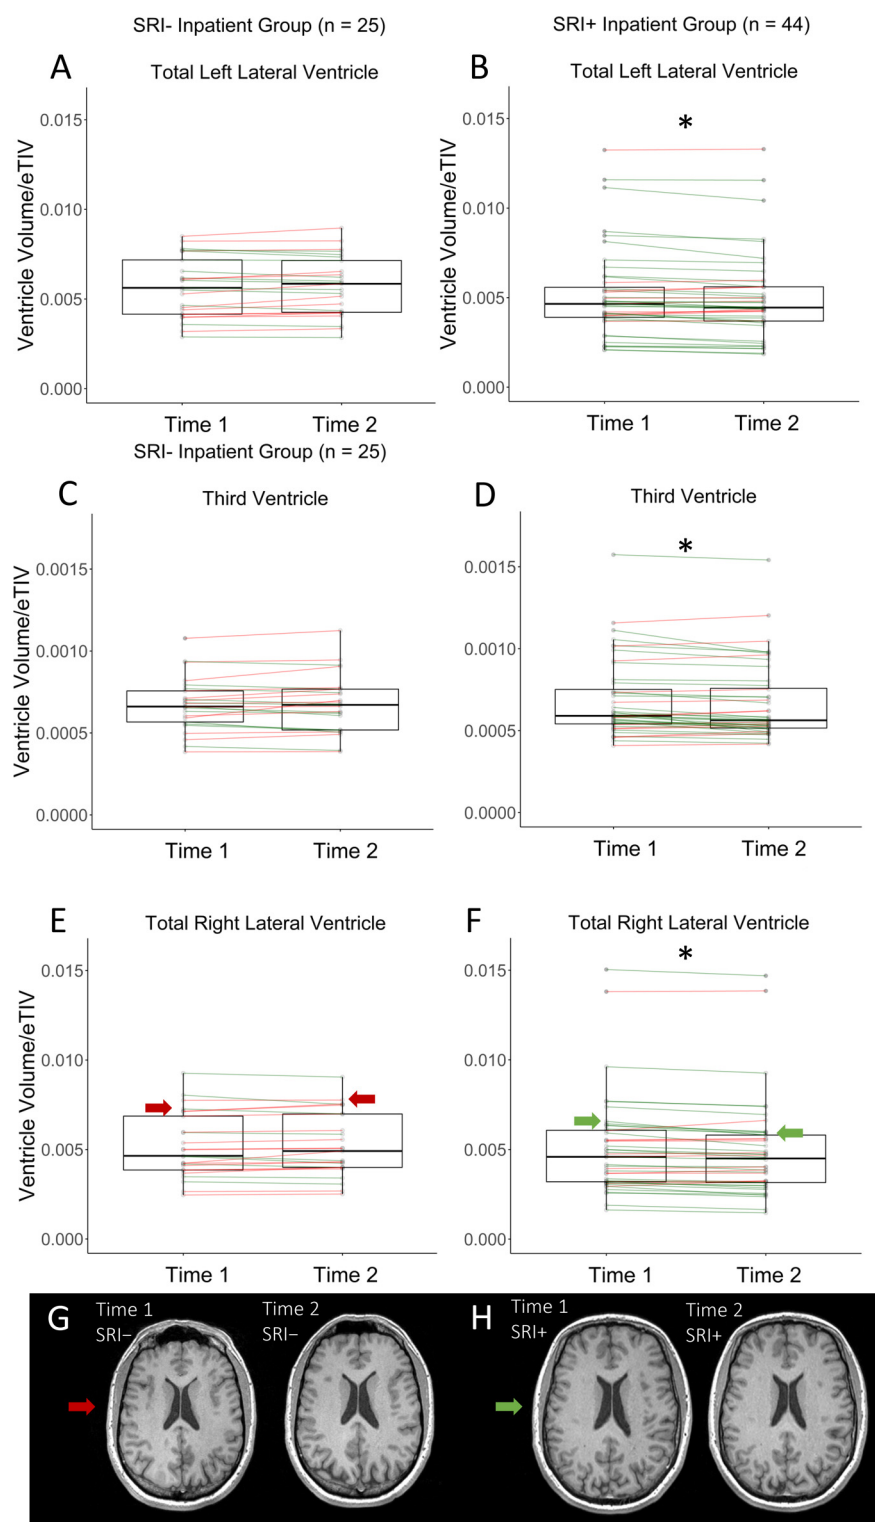 SRI- Inpatient Group (n = 25)
SRI+ Inpatient Group (n = 44)
A
Total Left Lateral Ventricle
Ventricle Volume/eTIV
0.015
0.010
0.005
0.000
Time 1
Time 2
B
Total Left Lateral Ventricle
*
Ventricle Volume/eTIV
0.015
0.010
0.005
0.000
Time 1
Time 2
SRI- Inpatient Group (n = 25)
C
Third Ventricle
Ventricle Volume/eTIV
0.0015
0.0010
0.0005
0.0000
Time 1
Time 2
D
Third Ventricle
*
0.0015
0.0010
0.0005
0.0000
Time 1
Time 2
E
Total Right Lateral Ventricle
Ventricle Volume/eTIV
0.015
0.010
0.005
0.000
Time 1
Time 2
F
Total Right Lateral Ventricle
*
0.015
0.010
0.005
0.000
Time 1
Time 2
G
Time 1
SRI–
Time 2
SRI–
H
Time 1
SRI+
Time 2
SRI+